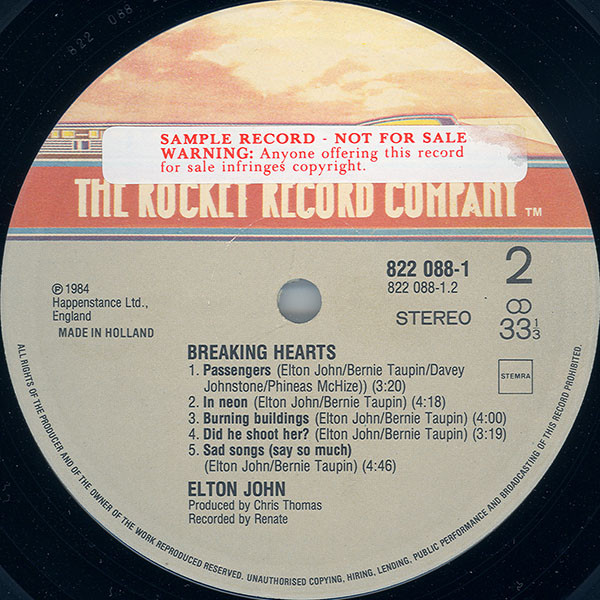 822 088
SAMPLE RECORD - NOT FOR SALE
WARNING: Anyone offering this record
for sale infringes copyright.
THE ROCKET RECORD COMPANY TM
℗ 1984
Happenstance Ltd.,
England
MADE IN HOLLAND
822 088-1
822 088-1.2
2
STEREO
33 1/3
STEMRA
BREAKING HEARTS
1. Passengers (Elton John/Bernie Taupin/Davey
Johnstone/Phineas McHize)) (3:20)
2. In neon (Elton John/Bernie Taupin) (4:18)
3. Burning buildings (Elton John/Bernie Taupin) (4:00)
4. Did he shoot her? (Elton John/Bernie Taupin) (3:19)
5. Sad songs (say so much)
(Elton John/Bernie Taupin) (4:46)
ELTON JOHN
Produced by Chris Thomas
Recorded by Renate
ALL RIGHTS OF THE PRODUCER AND OF THE OWNER OF THE WORK REPRODUCED RESERVED. UNAUTHORISED COPYING, HIRING, LENDING, PUBLIC PERFORMANCE AND BROADCASTING OF THIS RECORD PROHIBITED.